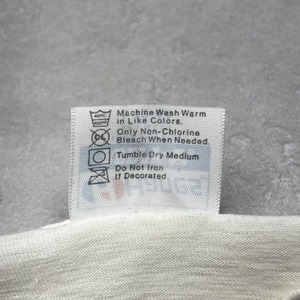 Machine Wash Warm
in Like Colors.
Only Non-Chlorine
Bleach When Needed.
Tumble Dry Medium
Do Not Iron
If Decorated